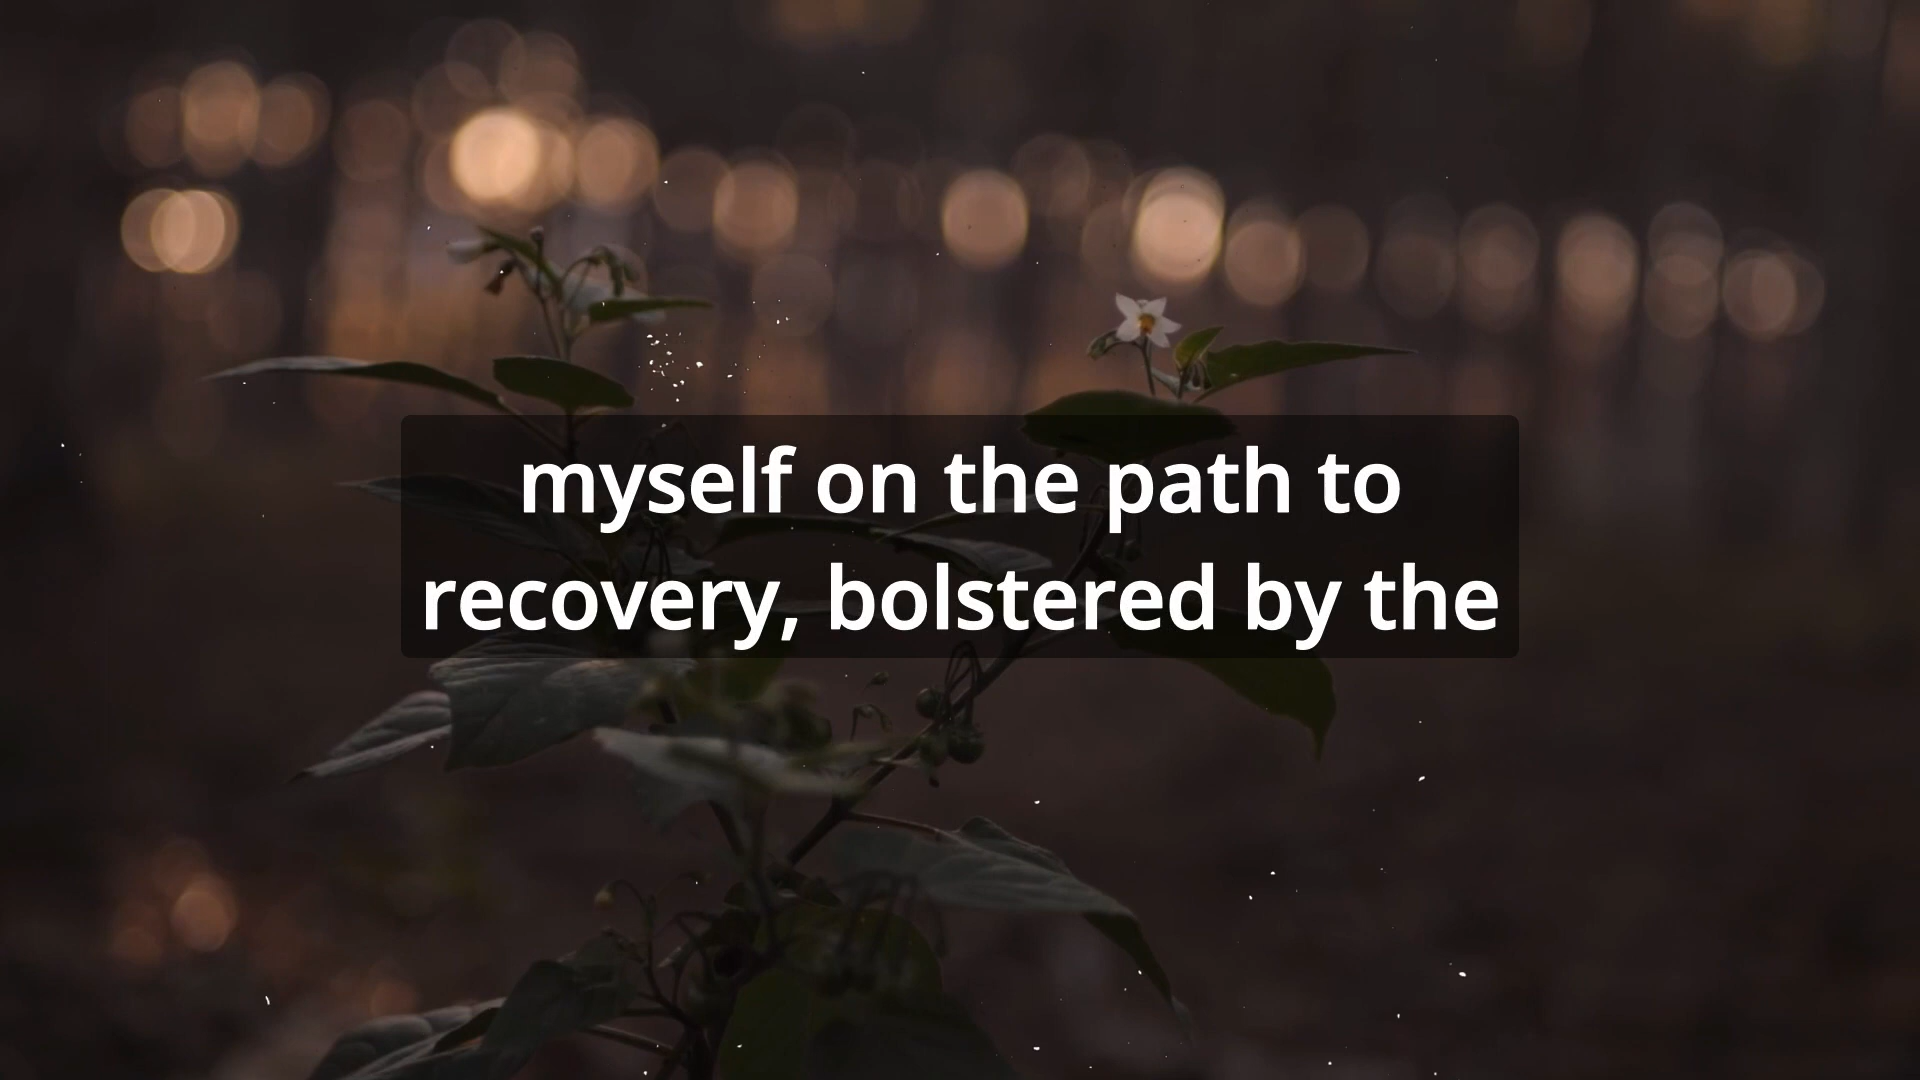 myself on the path to
recovery, bolstered by the